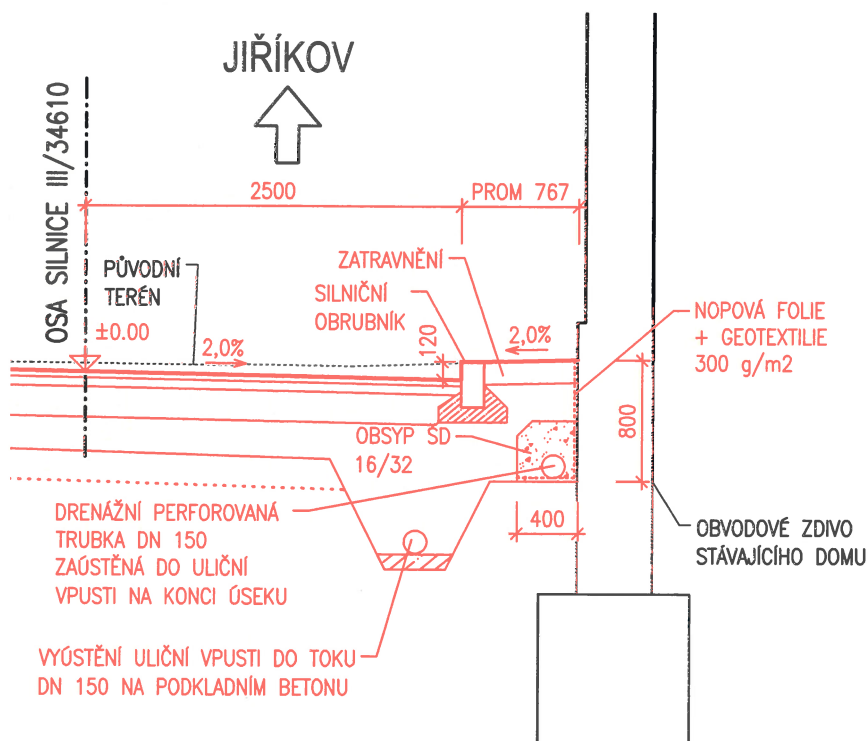 JIŘÍKOV
OSA SILNICE III/34610
2500
PROM 767
PŮVODNÍ
TERÉN
±0.00
ZATRAVNĚNÍ
SILNIČNÍ
OBRUBNÍK
2,0%
120
2,0%
NOPOVÁ FOLIE
+ GEOTEXTILIE
300 g/m2
OBSYP ŠD
16/32
800
400
DRENÁŽNÍ PERFOROVANÁ
TRUBKA DN 150
ZAÚSTĚNÁ DO ULIČNÍ
VPUSTI NA KONCI ÚSEKU
OBVODOVÉ ZDIVO
STÁVAJÍCÍHO DOMU
VYÚSTĚNÍ ULIČNÍ VPUSTI DO TOKU
DN 150 NA PODKLADNÍM BETONU